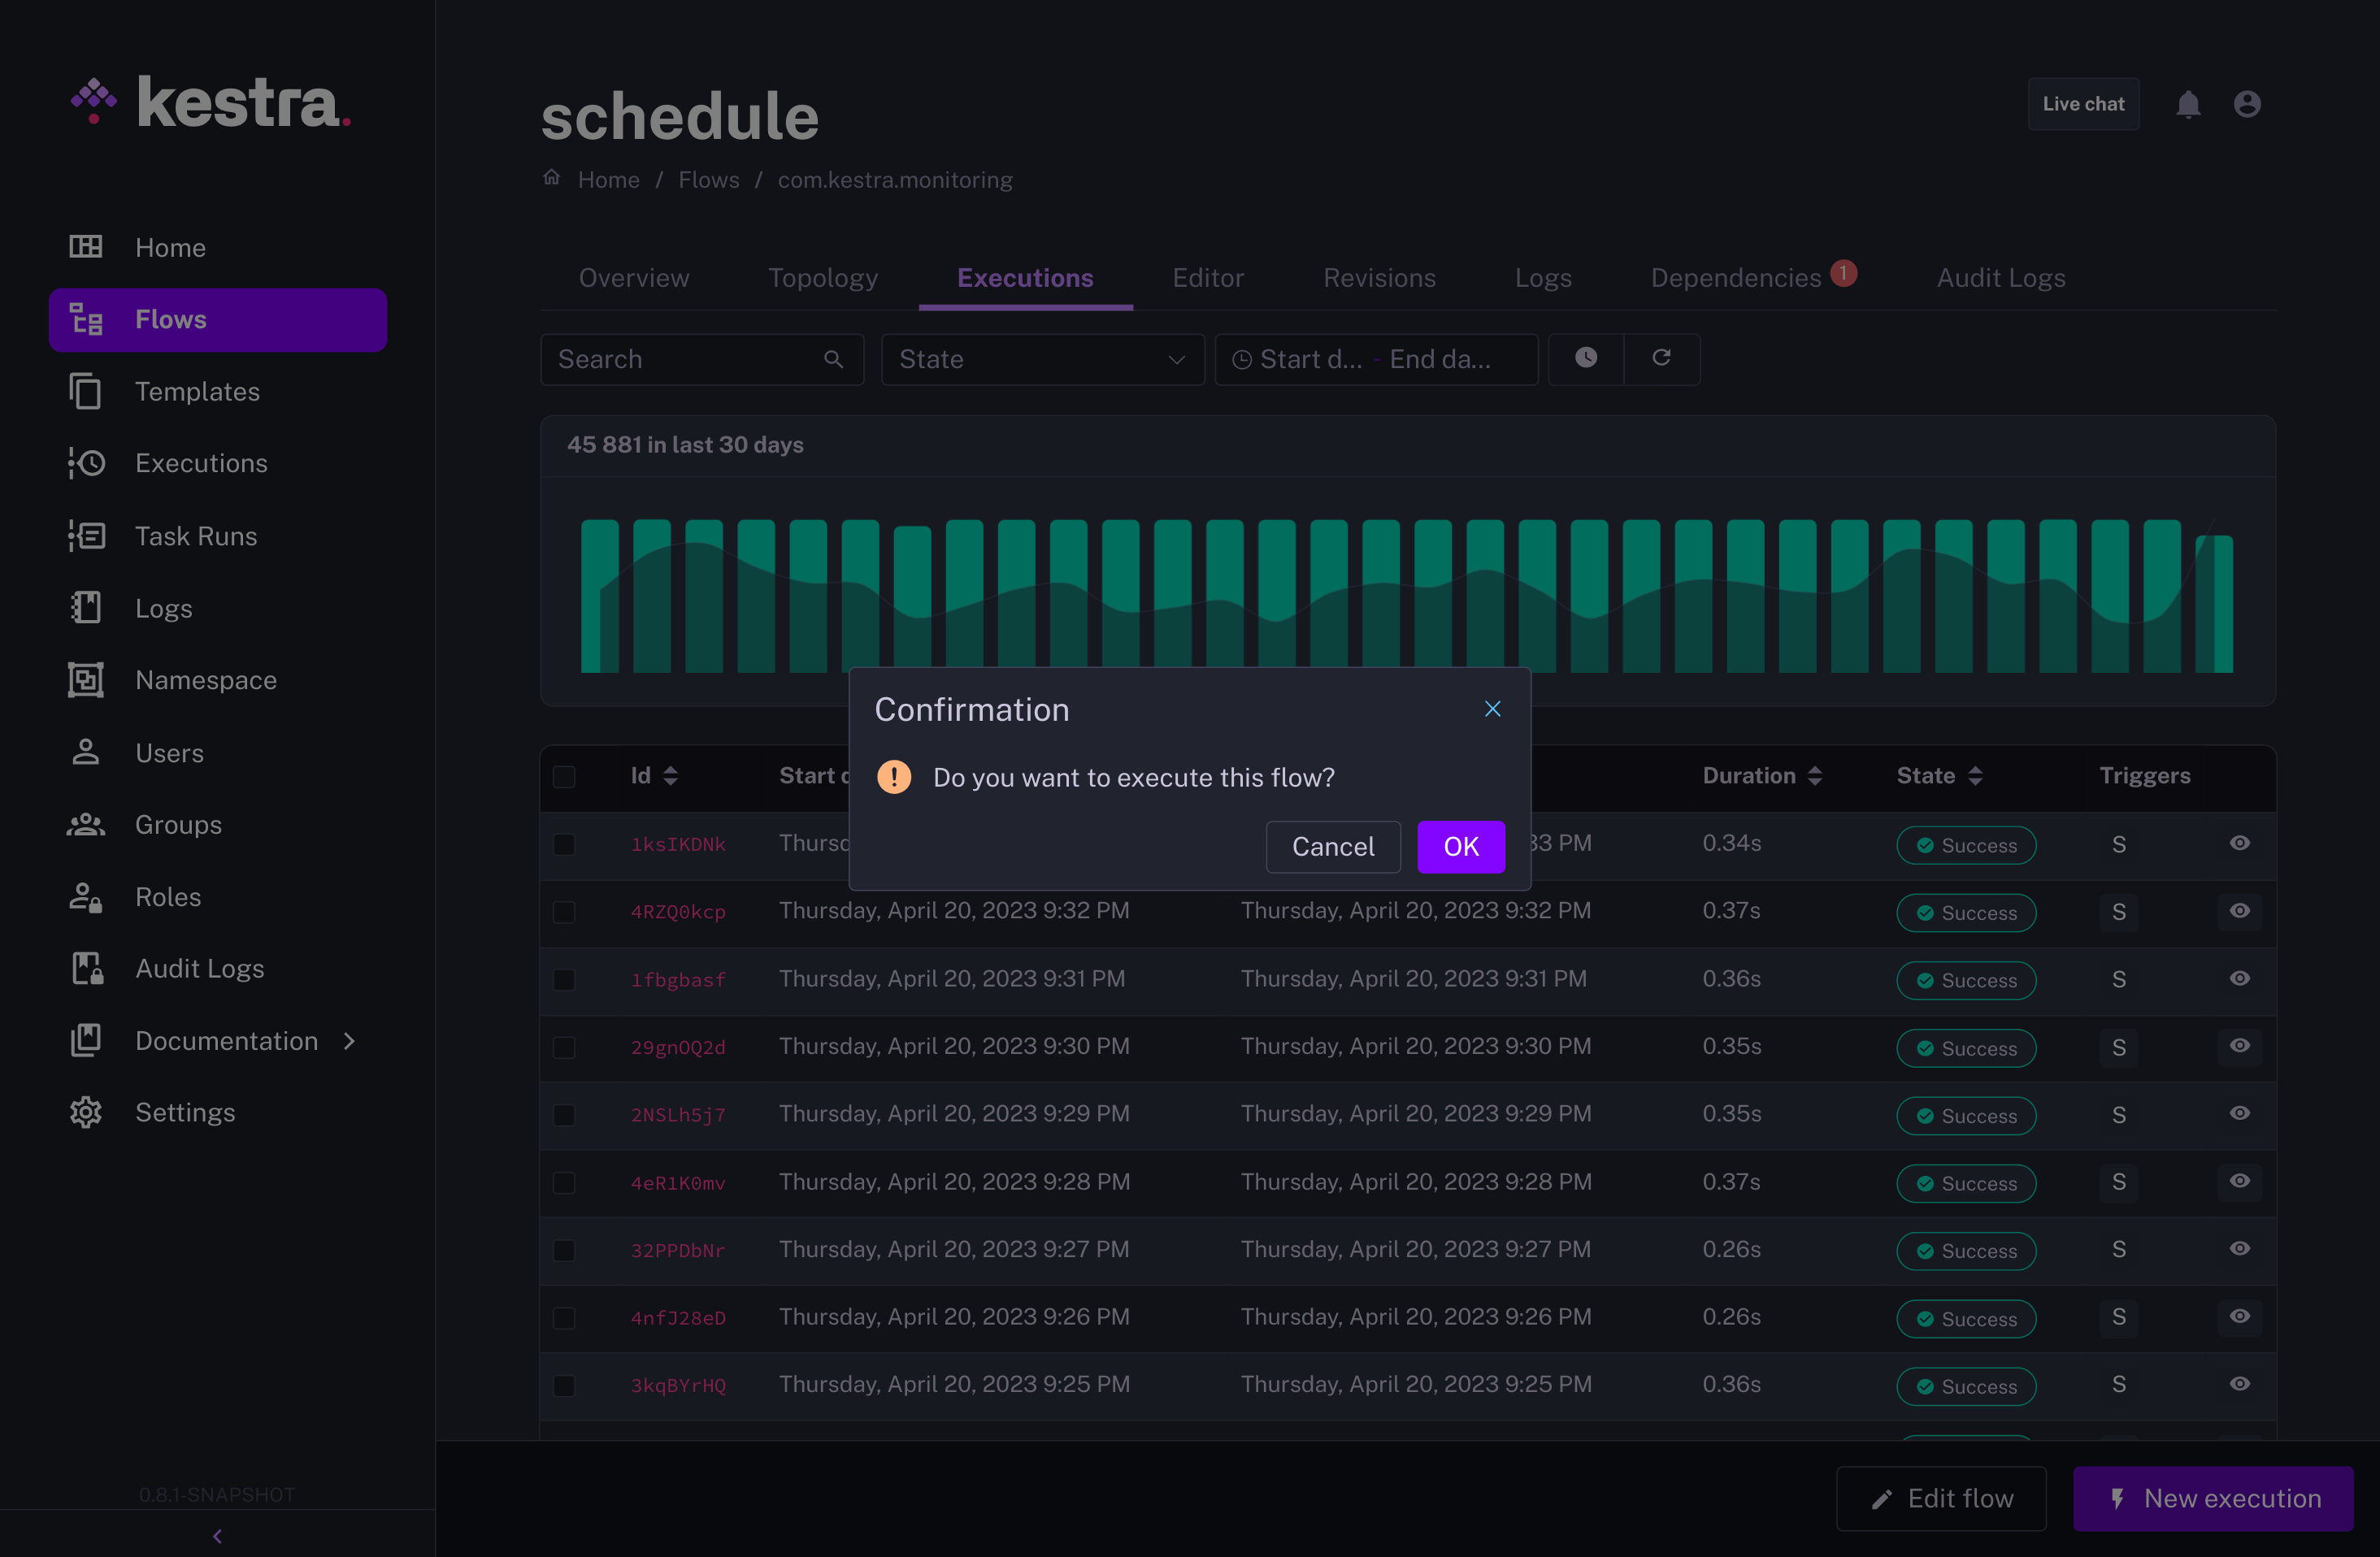 kestra.
Home
Flows
Templates
Executions
Task Runs
Logs
Namespace
Users
Groups
Roles
Audit Logs
Documentation
Settings
0.8.1-SNAPSHOT
schedule
Live chat
Home / Flows / com.kestra.monitoring
Overview Topology Executions Editor Revisions Logs Dependencies 1 Audit Logs
Search State Start d... - End da...
45 881 in last 30 days
Confirmation
Do you want to execute this flow?
Cancel OK
Id Start Duration State Triggers
1ksIKDNk 33 PM 0.34s Success S
4RZQ0kcp Thursday, April 20, 2023 9:32 PM Thursday, April 20, 2023 9:32 PM 0.37s Success S
1fbgbasf Thursday, April 20, 2023 9:31 PM Thursday, April 20, 2023 9:31 PM 0.36s Success S
29gnOQ2d Thursday, April 20, 2023 9:30 PM Thursday, April 20, 2023 9:30 PM 0.35s Success S
2NSLh5j7 Thursday, April 20, 2023 9:29 PM Thursday, April 20, 2023 9:29 PM 0.35s Success S
4eR1K0mv Thursday, April 20, 2023 9:28 PM Thursday, April 20, 2023 9:28 PM 0.37s Success S
32PPDbNr Thursday, April 20, 2023 9:27 PM Thursday, April 20, 2023 9:27 PM 0.26s Success S
4nfJ28eD Thursday, April 20, 2023 9:26 PM Thursday, April 20, 2023 9:26 PM 0.26s Success S
3kqBYrHQ Thursday, April 20, 2023 9:25 PM Thursday, April 20, 2023 9:25 PM 0.36s Success S
Edit flow New execution